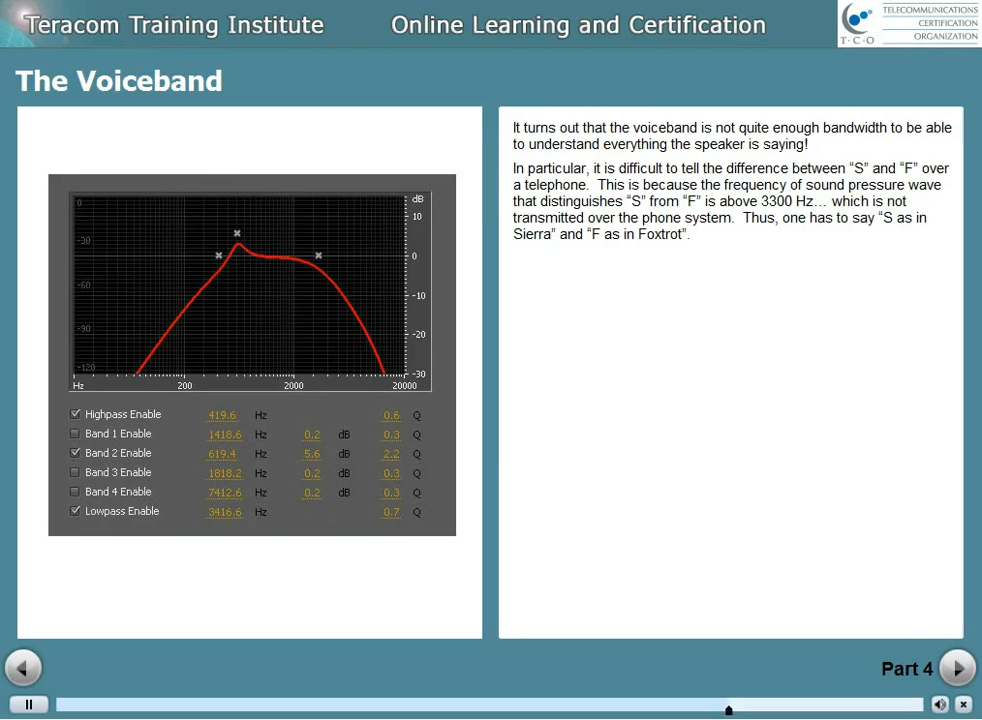 Teracom Training Institute
Online Learning and Certification
TELECOMMUNICATIONS
CERTIFICATION
ORGANIZATION
T·C·O
The Voiceband
It turns out that the voiceband is not quite enough bandwidth to be able
to understand everything the speaker is saying!
In particular, it is difficult to tell the difference between “S” and “F” over
a telephone. This is because the frequency of sound pressure wave
that distinguishes “S” from “F” is above 3300 Hz… which is not
transmitted over the phone system. Thus, one has to say “S as in
Sierra” and “F as in Foxtrot”.
0 dB
10
-30
0
-60
-10
-90
-20
-120
-30
Hz 200 2000 20000
Highpass Enable 419.6 Hz 0.6 Q
Band 1 Enable 1418.6 Hz 0.2 dB 0.3 Q
Band 2 Enable 619.4 Hz 5.6 dB 2.2 Q
Band 3 Enable 1818.2 Hz 0.2 dB 0.3 Q
Band 4 Enable 7412.6 Hz 0.2 dB 0.3 Q
Lowpass Enable 3416.6 Hz 0.7 Q
Part 4